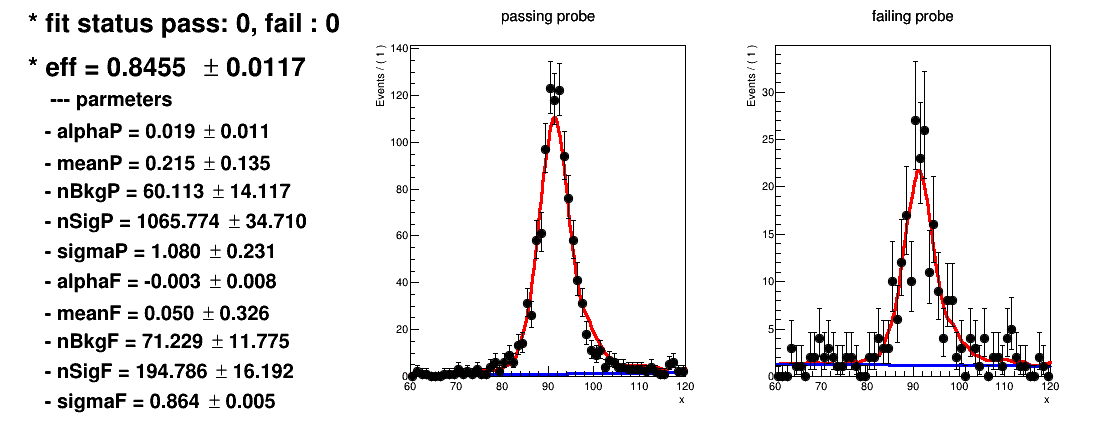 * fit status pass: 0, fail : 0
* eff = 0.8455 ± 0.0117
--- parmeters
- alphaP = 0.019 ± 0.011
- meanP = 0.215 ± 0.135
- nBkgP = 60.113 ± 14.117
- nSigP = 1065.774 ± 34.710
- sigmaP = 1.080 ± 0.231
- alphaF = -0.003 ± 0.008
- meanF = 0.050 ± 0.326
- nBkgF = 71.229 ± 11.775
- nSigF = 194.786 ± 16.192
- sigmaF = 0.864 ± 0.005
passing probe
Events / ( 1 )
140
120
100
80
60
40
20
0
60 70 80 90 100 110 120
x
failing probe
Events / ( 1 )
30
25
20
15
10
5
0
60 70 80 90 100 110 120
x